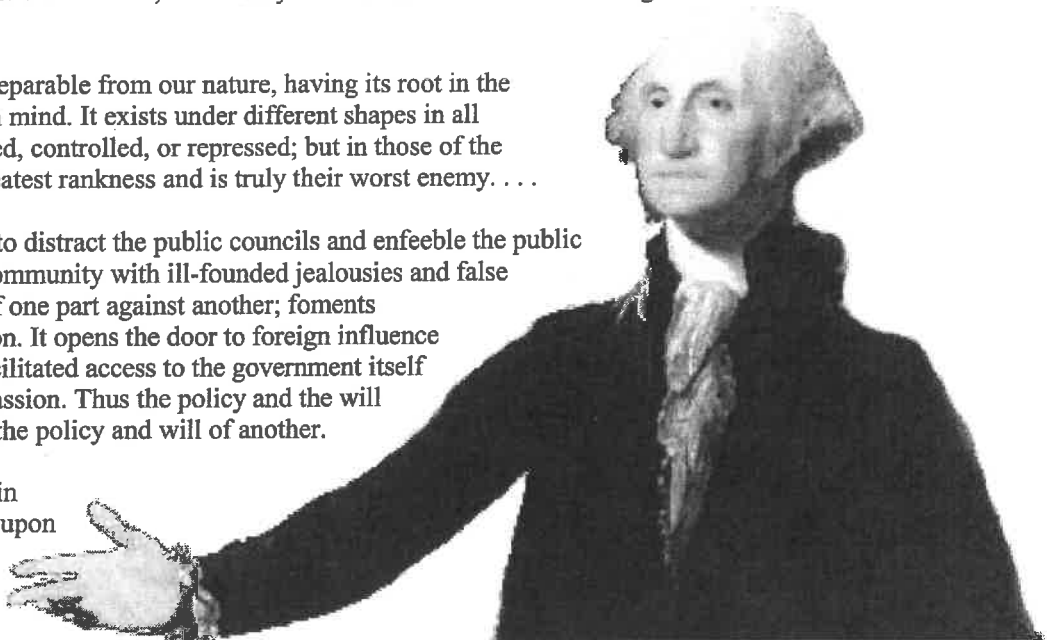 eparable from our nature, having its root in the
mind. It exists under different shapes in all
ed, controlled, or repressed; but in those of the
eatest rankness and is truly their worst enemy. . . .
to distract the public councils and enfeeble the public
ommunity with ill-founded jealousies and false
f one part against another; foments
on. It opens the door to foreign influence
cilitated access to the government itself
assion. Thus the policy and the will
the policy and will of another.
in
upon